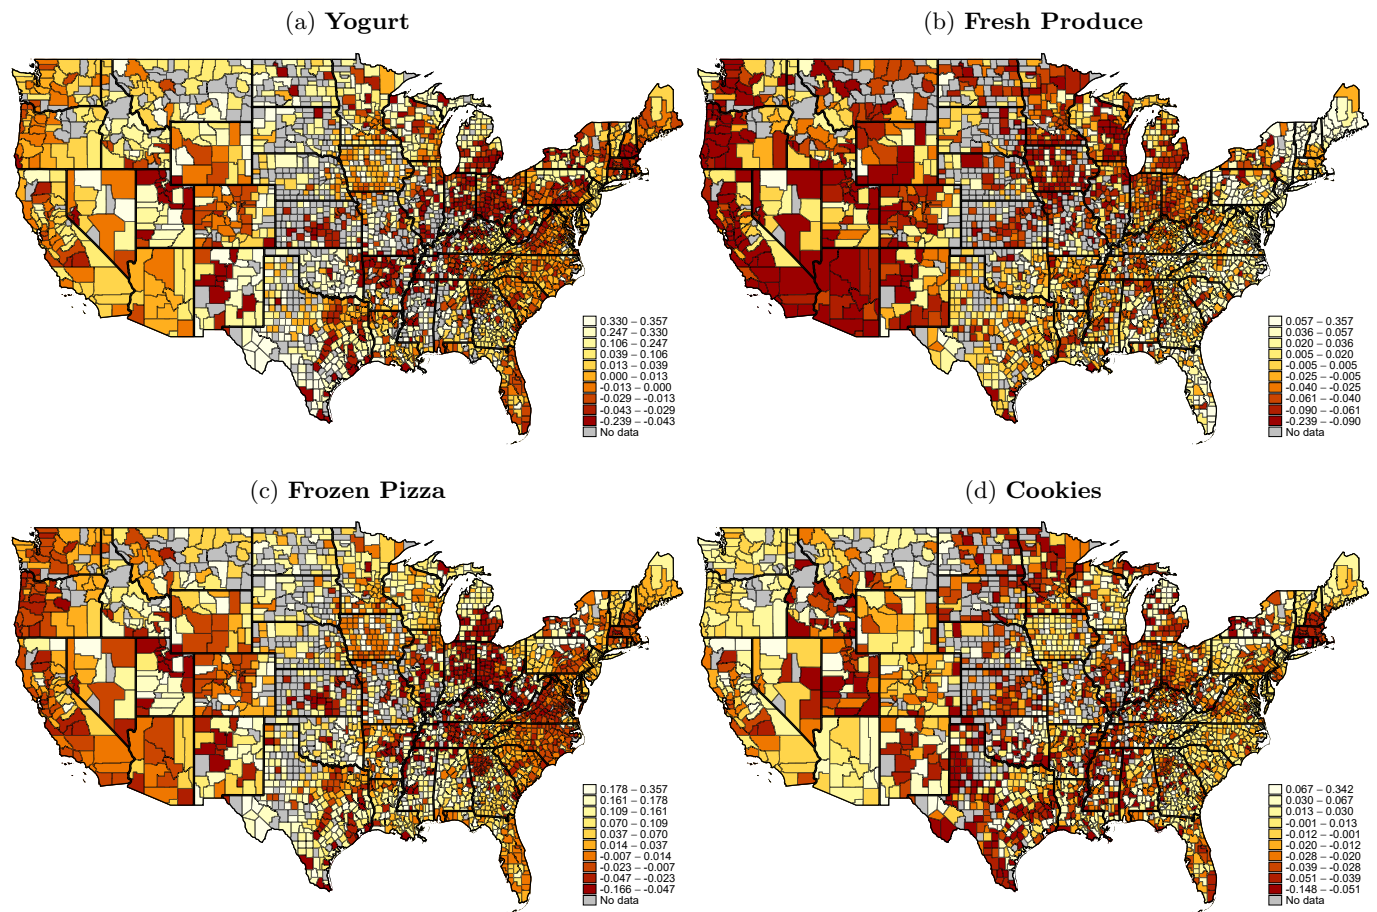 (a) Yogurt
0.330 – 0.357
0.247 – 0.330
0.106 – 0.247
0.039 – 0.106
0.013 – 0.039
0.000 – 0.013
-0.013 – 0.000
-0.029 – -0.013
-0.043 – -0.029
-0.239 – -0.043
No data
(b) Fresh Produce
0.057 – 0.357
0.036 – 0.057
0.020 – 0.036
0.005 – 0.020
-0.005 – 0.005
-0.025 – -0.005
-0.040 – -0.025
-0.061 – -0.040
-0.090 – -0.061
-0.239 – -0.090
No data
(c) Frozen Pizza
0.178 – 0.357
0.161 – 0.178
0.109 – 0.161
0.070 – 0.109
0.037 – 0.070
0.014 – 0.037
-0.007 – 0.014
-0.023 – -0.007
-0.047 – -0.023
-0.166 – -0.047
No data
(d) Cookies
0.067 – 0.342
0.030 – 0.067
0.013 – 0.030
-0.001 – 0.013
-0.012 – -0.001
-0.020 – -0.012
-0.028 – -0.020
-0.039 – -0.028
-0.051 – -0.039
-0.148 – -0.051
No data